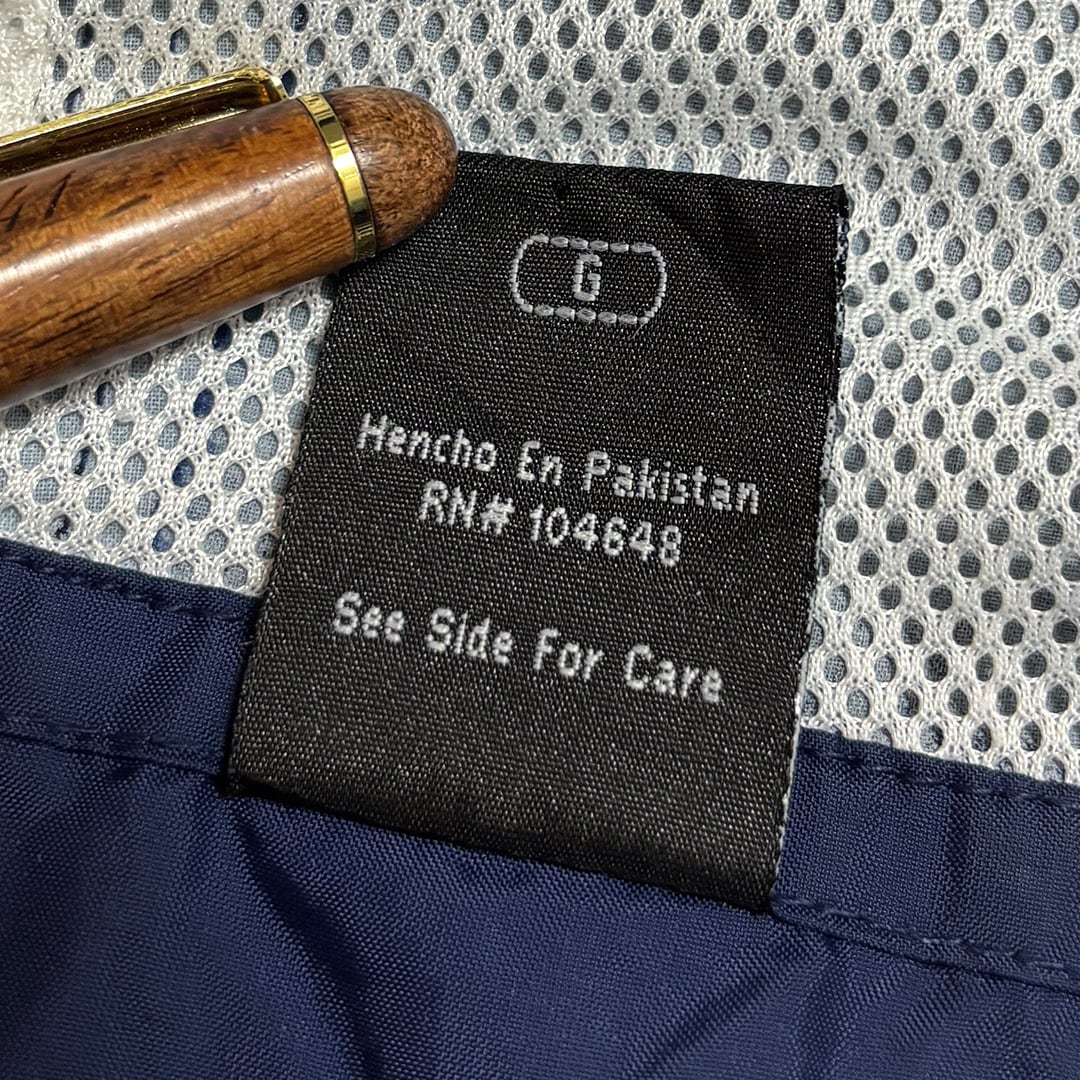 G
Hencho En Pakistan
RN# 104648
See Side For Care